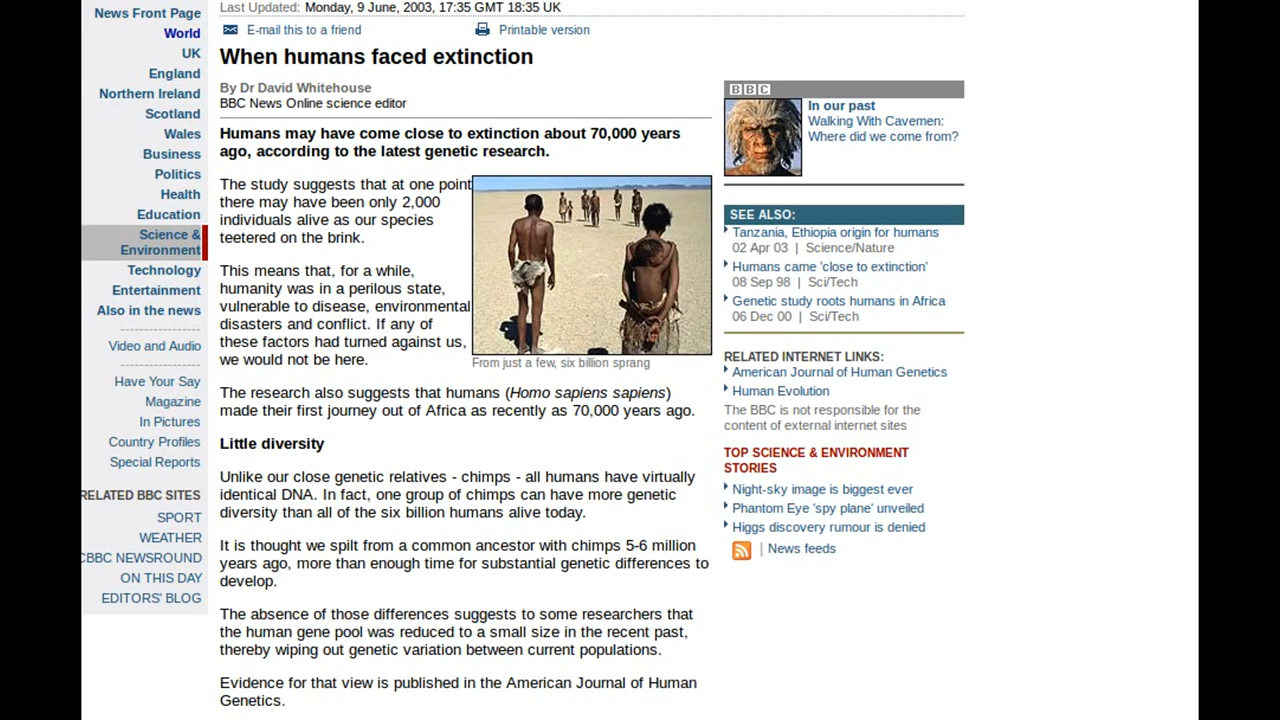 News Front Page
World
UK
England
Northern Ireland
Scotland
Wales
Business
Politics
Health
Education
Science &
Environment
Technology
Entertainment
Also in the news
-----------------
Video and Audio
-----------------
Have Your Say
Magazine
In Pictures
Country Profiles
Special Reports
RELATED BBC SITES
SPORT
WEATHER
CBBC NEWSROUND
ON THIS DAY
EDITORS' BLOG
Last Updated: Monday, 9 June, 2003, 17:35 GMT 18:35 UK
E-mail this to a friend
Printable version
When humans faced extinction
By Dr David Whitehouse
BBC News Online science editor
Humans may have come close to extinction about 70,000 years
ago, according to the latest genetic research.
The study suggests that at one point
there may have been only 2,000
individuals alive as our species
teetered on the brink.
This means that, for a while,
humanity was in a perilous state,
vulnerable to disease, environmental
disasters and conflict. If any of
these factors had turned against us,
we would not be here.
From just a few, six billion sprang
The research also suggests that humans (Homo sapiens sapiens)
made their first journey out of Africa as recently as 70,000 years ago.
Little diversity
Unlike our close genetic relatives - chimps - all humans have virtually
identical DNA. In fact, one group of chimps can have more genetic
diversity than all of the six billion humans alive today.
It is thought we spilt from a common ancestor with chimps 5-6 million
years ago, more than enough time for substantial genetic differences to
develop.
The absence of those differences suggests to some researchers that
the human gene pool was reduced to a small size in the recent past,
thereby wiping out genetic variation between current populations.
Evidence for that view is published in the American Journal of Human
Genetics.
BBC
In our past
Walking With Cavemen:
Where did we come from?
SEE ALSO:
Tanzania, Ethiopia origin for humans
02 Apr 03 | Science/Nature
Humans came 'close to extinction'
08 Sep 98 | Sci/Tech
Genetic study roots humans in Africa
06 Dec 00 | Sci/Tech
RELATED INTERNET LINKS:
American Journal of Human Genetics
Human Evolution
The BBC is not responsible for the
content of external internet sites
TOP SCIENCE & ENVIRONMENT
STORIES
Night-sky image is biggest ever
Phantom Eye 'spy plane' unveiled
Higgs discovery rumour is denied
| News feeds